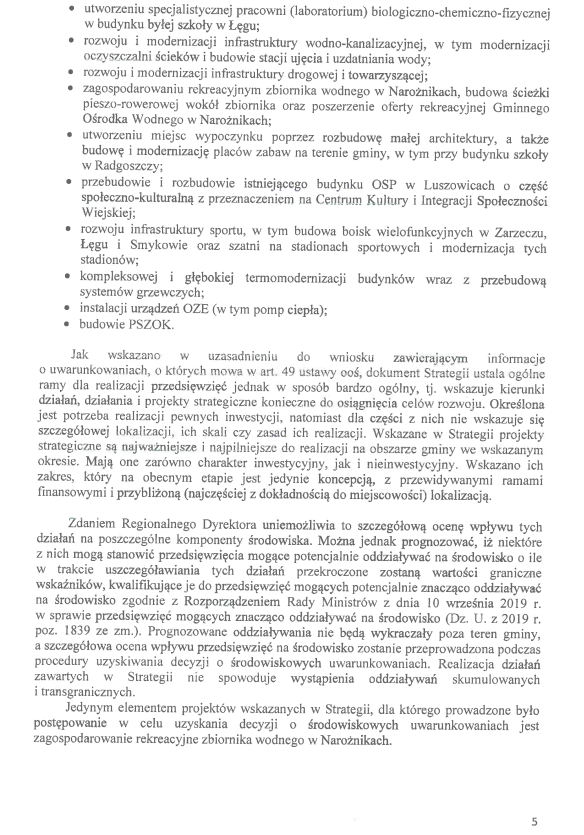 • utworzeniu specjalistycznej pracowni (laboratorium) biologiczno-chemiczno-fizycznej
w budynku byłej szkoły w Łęgu;
• rozwoju i modernizacji infrastruktury wodno-kanalizacyjnej, w tym modernizacji
oczyszczalni ścieków i budowie stacji ujęcia i uzdatniania wody;
• rozwoju i modernizacji infrastruktury drogowej i towarzyszącej;
• zagospodarowaniu rekreacyjnym zbiornika wodnego w Narożnikach, budowa ścieżki
pieszo-rowerowej wokół zbiornika oraz poszerzenie oferty rekreacyjnej Gminnego
Ośrodka Wodnego w Narożnikach;
• utworzeniu miejsc wypoczynku poprzez rozbudowę małej architektury, a także
budowę i modernizację placów zabaw na terenie gminy, w tym przy budynku szkoły
w Radgoszczy;
• przebudowie i rozbudowie istniejącego budynku OSP w Luszowicach o część
społeczno-kulturalną z przeznaczeniem na Centrum Kultury i Integracji Społeczności
Wiejskiej;
• rozwoju infrastruktury sportu, w tym budowa boisk wielofunkcyjnych w Zarzeczu,
Łęgu i Smykowie oraz szatni na stadionach sportowych i modernizacja tych
stadionów;
• kompleksowej i głębokiej termomodernizacji budynków wraz z przebudową
systemów grzewczych;
• instalacji urządzeń OZE (w tym pomp ciepła);
• budowie PSZOK.
Jak wskazano w uzasadnieniu do wniosku zawierającym informacje
o uwarunkowaniach, o których mowa w art. 49 ustawy ooś, dokument Strategii ustala ogólne
ramy dla realizacji przedsięwzięć jednak w sposób bardzo ogólny, tj. wskazuje kierunki
działań, działania i projekty strategiczne konieczne do osiągnięcia celów rozwoju. Określona
jest potrzeba realizacji pewnych inwestycji, natomiast dla części z nich nie wskazuje się
szczegółowej lokalizacji, ich skali czy zasad ich realizacji. Wskazane w Strategii projekty
strategiczne są najważniejsze i najpilniejsze do realizacji na obszarze gminy we wskazanym
okresie. Mają one zarówno charakter inwestycyjny, jak i nieinwestycyjny. Wskazano ich
zakres, który na obecnym etapie jest jedynie koncepcją, z przewidywanymi ramami
finansowymi i przybliżoną (najczęściej z dokładnością do miejscowości) lokalizacją.
Zdaniem Regionalnego Dyrektora uniemożliwia to szczegółową ocenę wpływu tych
działań na poszczególne komponenty środowiska. Można jednak prognozować, iż niektóre
z nich mogą stanowić przedsięwzięcia mogące potencjalnie oddziaływać na środowisko o ile
w trakcie uszczegóławiania tych działań przekroczone zostaną wartości graniczne
wskaźników, kwalifikujące je do przedsięwzięć mogących potencjalnie znacząco oddziaływać
na środowisko zgodnie z Rozporządzeniem Rady Ministrów z dnia 10 września 2019 r.
w sprawie przedsięwzięć mogących znacząco oddziaływać na środowisko (Dz. U. z 2019 r.
poz. 1839 ze zm.). Prognozowane oddziaływania nie będą wykraczały poza teren gminy,
a szczegółowa ocena wpływu przedsięwzięć na środowisko zostanie przeprowadzona podczas
procedury uzyskiwania decyzji o środowiskowych uwarunkowaniach. Realizacja działań
zawartych w Strategii nie spowoduje wystąpienia oddziaływań skumulowanych
i transgranicznych.
Jedynym elementem projektów wskazanych w Strategii, dla którego prowadzone było
postępowanie w celu uzyskania decyzji o środowiskowych uwarunkowaniach jest
zagospodarowanie rekreacyjne zbiornika wodnego w Narożnikach.
5